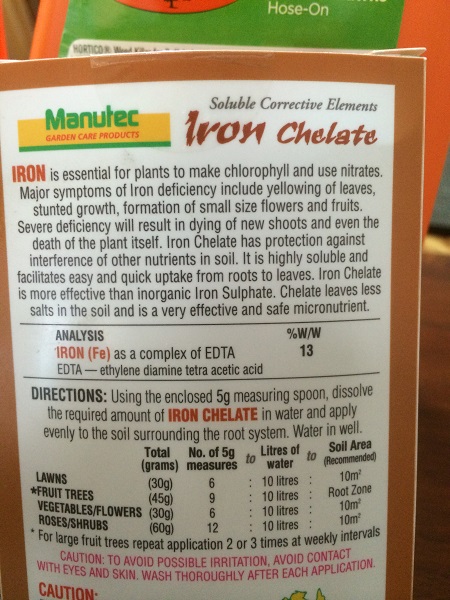 Hose-On
HORTICO
Manutec
GARDEN CARE PRODUCTS
Soluble Corrective Elements
Iron Chelate
IRON is essential for plants to make chlorophyll and use nitrates.
Major symptoms of Iron deficiency include yellowing of leaves,
stunted growth, formation of small size flowers and fruits.
Severe deficiency will result in dying of new shoots and even the
death of the plant itself. Iron Chelate has protection against
interference of other nutrients in soil. It is highly soluble and
facilitates easy and quick uptake from roots to leaves. Iron Chelate
is more effective than inorganic Iron Sulphate. Chelate leaves less
salts in the soil and is a very effective and safe micronutrient.
ANALYSIS %W/W
IRON (Fe) as a complex of EDTA 13
EDTA — ethylene diamine tetra acetic acid
DIRECTIONS: Using the enclosed 5g measuring spoon, dissolve
the required amount of IRON CHELATE in water and apply
evenly to the soil surrounding the root system. Water in well.
Total (grams) No. of 5g measures to Litres of water to Soil Area (Recommended)
LAWNS (30g) 6 : 10 litres : 10m²
*FRUIT TREES (45g) 9 : 10 litres : Root Zone
VEGETABLES/FLOWERS (30g) 6 : 10 litres : 10m²
ROSES/SHRUBS (60g) 12 : 10 litres : 10m²
* For large fruit trees repeat application 2 or 3 times at weekly intervals
CAUTION: TO AVOID POSSIBLE IRRITATION, AVOID CONTACT
WITH EYES AND SKIN. WASH THOROUGHLY AFTER EACH APPLICATION.
CAUTION: